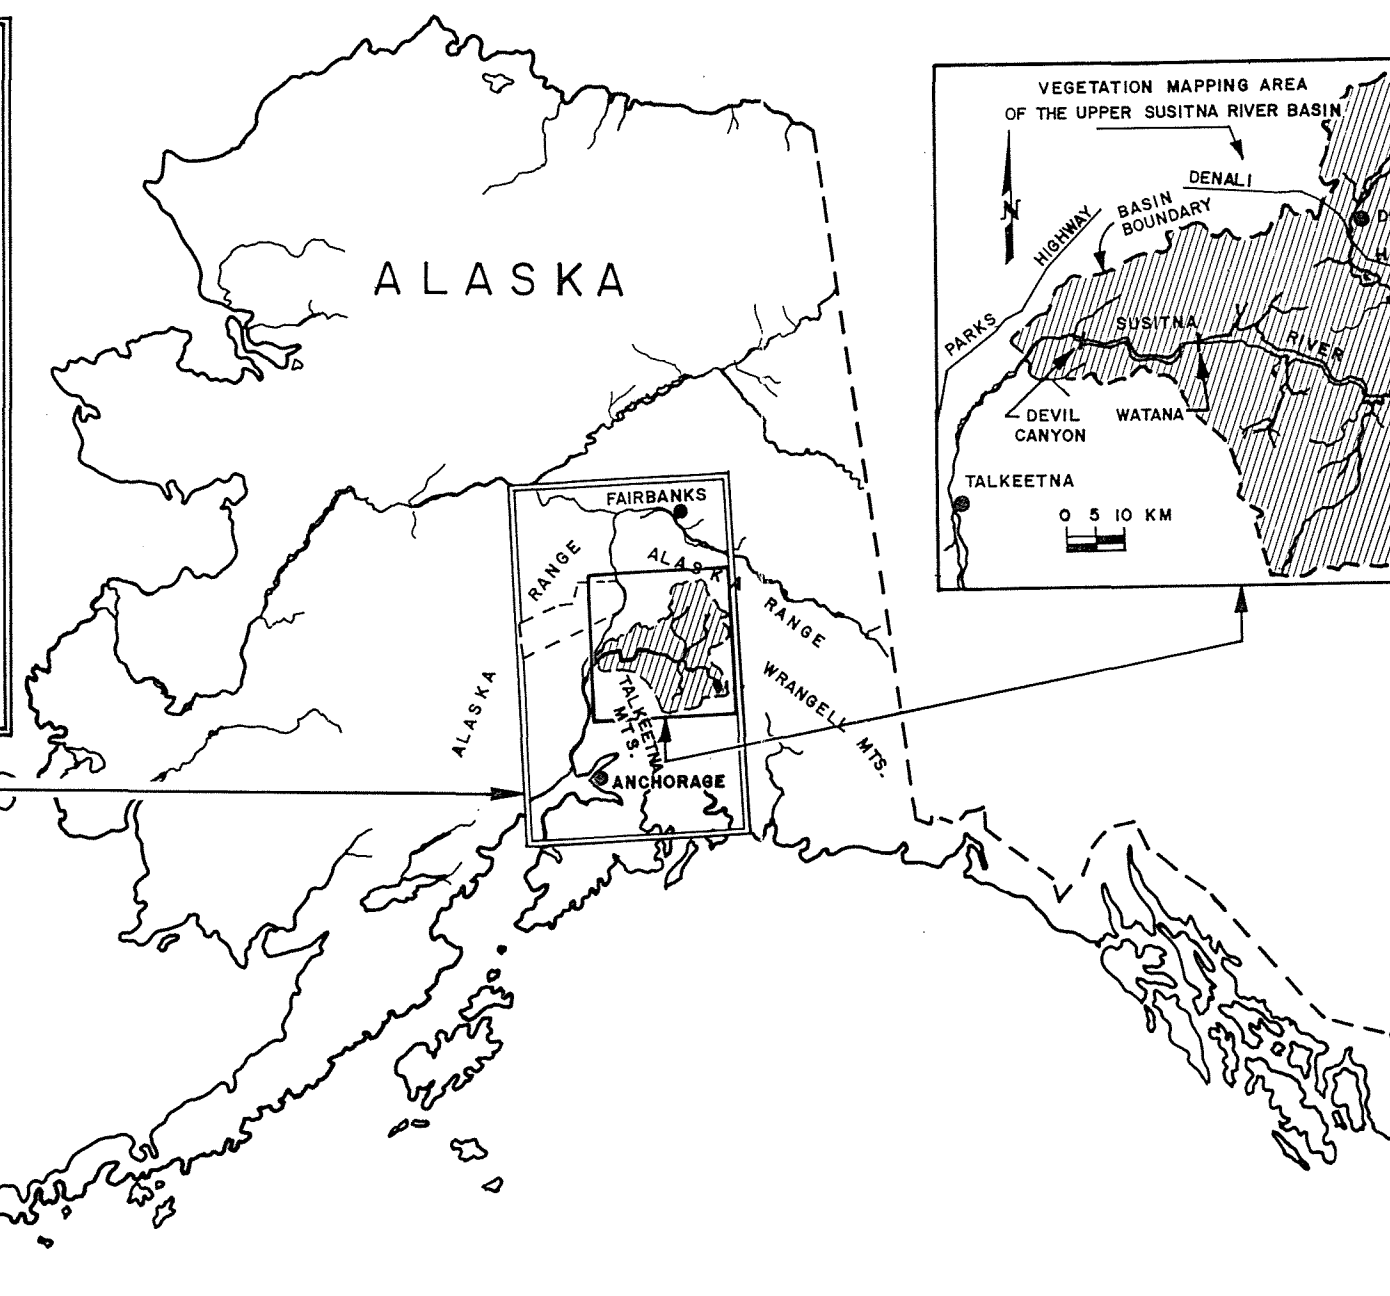 VEGETATION MAPPING AREA
OF THE UPPER SUSITNA RIVER BASIN
DENALI
BASIN
BOUNDARY
N
PARKS HIGHWAY
SUSITNA RIVER
DEVIL
CANYON
WATANA
TALKEETNA
0 5 10 KM
D
H
ALASKA
FAIRBANKS
ALASKA RANGE
ALASKA RANGE
WRANGELL MTS.
TALKEETNA
MTS.
ANCHORAGE